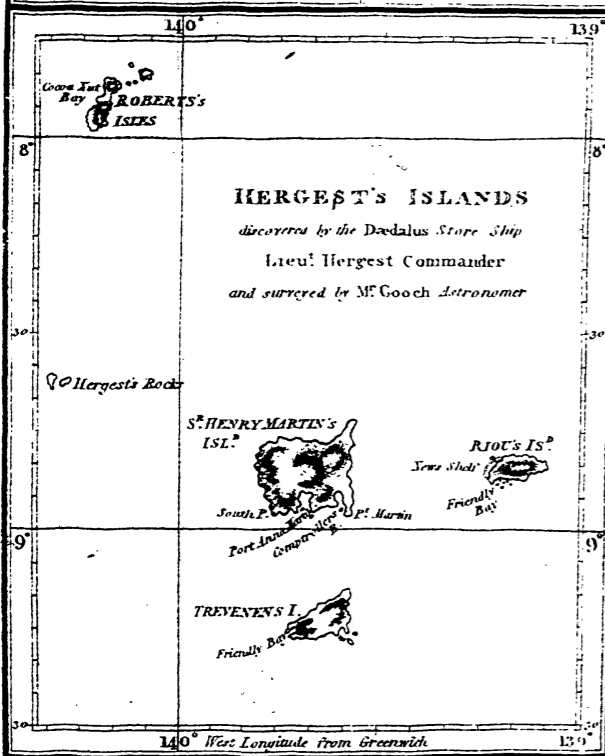 140° 139°
Cocoa Nut
Bay
ROBERTS's
ISLES
8° 8°
HERGEST's ISLANDS
discovered by the Dædalus Store Ship
Lieut. Hergest Commander
and surveyed by Mr. Gooch Astronomer
30 30
Hergest's Rocks
Sr. HENRY MARTIN's
ISLD.
RIOU's ISD.
News Shelf
Friendly
Bay
South Pt.
Port Anna Maria
Comptrollers
B.
Pt. Martin
9° 9°
TREVENENS I.
Friendly Bay
30 30
140° West Longitude from Greenwich 139°